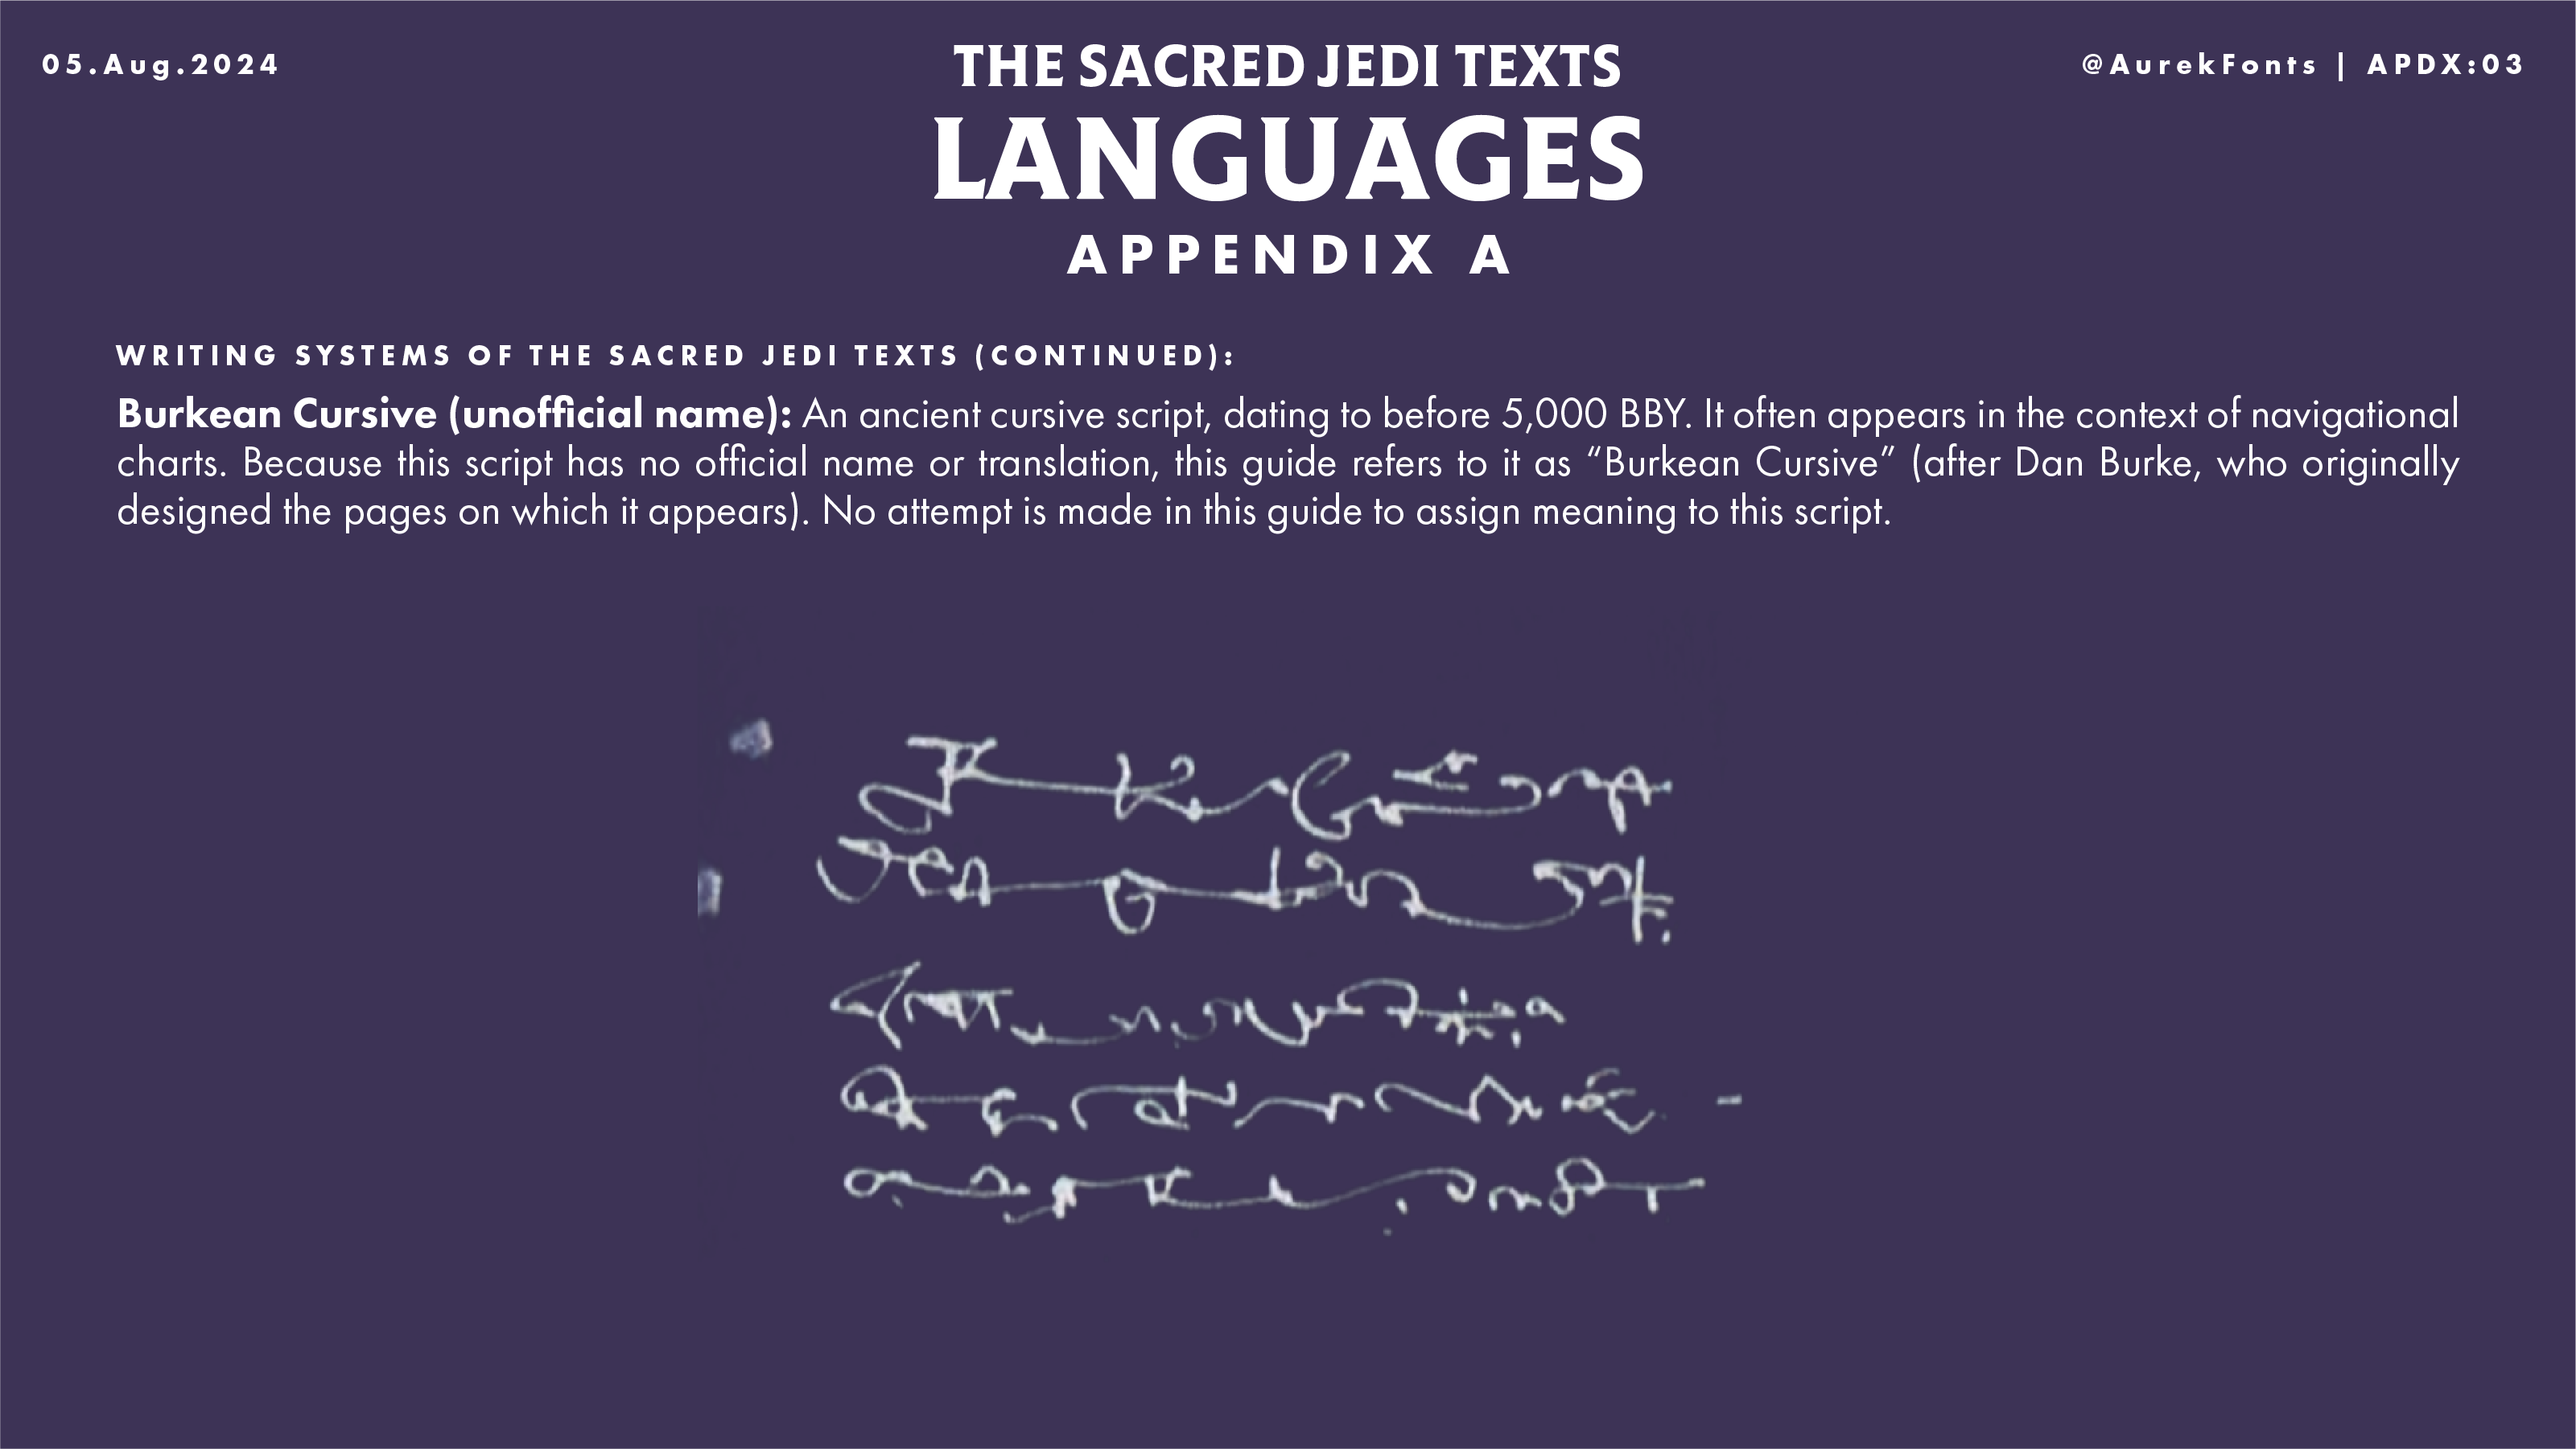 05.Aug.2024
THE SACRED JEDI TEXTS
@AurekFonts | APDX:03
LANGUAGES
APPENDIX A
WRITING SYSTEMS OF THE SACRED JEDI TEXTS (CONTINUED):
Burkean Cursive (unofficial name): An ancient cursive script, dating to before 5,000 BBY. It often appears in the context of navigational
charts. Because this script has no official name or translation, this guide refers to it as “Burkean Cursive” (after Dan Burke, who originally
designed the pages on which it appears). No attempt is made in this guide to assign meaning to this script.